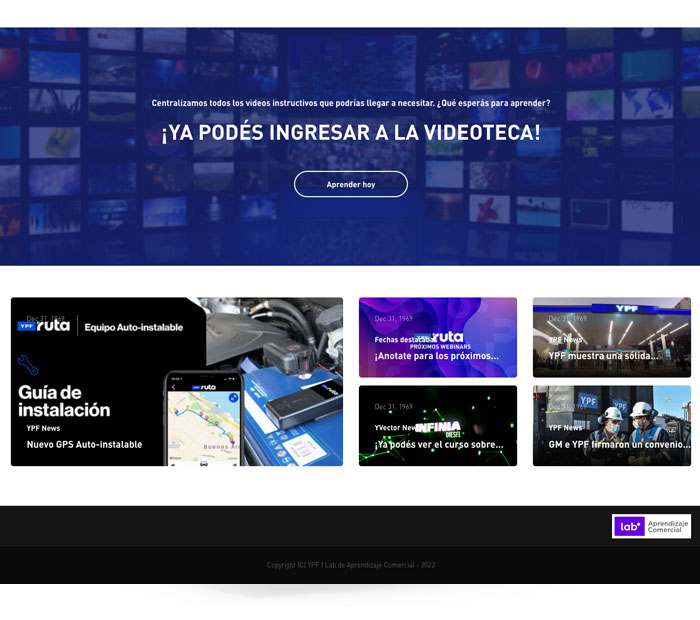 Centralizamos todos los videos instructivos que podrías llegar a necesitar. ¿Qué esperás para aprender?
¡YA PODÉS INGRESAR A LA VIDEOTECA!
Aprender hoy
Dec 31, 1969
YPF ruta Equipo Auto-instalable
Guía de
instalación
YPF News
Nuevo GPS Auto-instalable
ruta
Buenos Ai
Dec 31, 1969
ruta
Fechas destacadas
PRÓXIMOS WEBINARS
¡Anotate para los próximos...
Dec 31, 1969
YPF
YPF News
YPF muestra una sólida...
Dec 31, 1969
YVector News
INFINIA
DIESEL
¡Ya podés ver el curso sobre...
Dec 31, 1969
YPF
YPF
YPF News
GM e YPF firmaron un convenio...
lab Aprendizaje
Comercial
Copyright (C) YPF | Lab de Aprendizaje Comercial - 2022